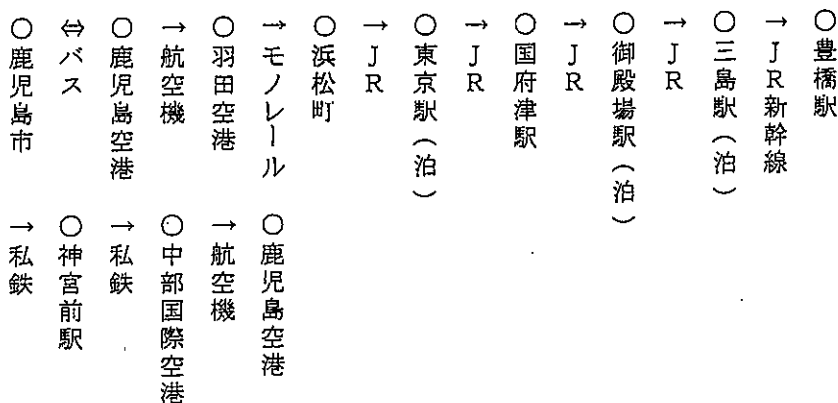 ○鹿児島市
⇔バス
○鹿児島空港
→航空機
○羽田空港
→モノレール
○浜松町
→ＪＲ
○東京駅（泊）
→ＪＲ
○国府津駅
→ＪＲ
○御殿場駅（泊）
→ＪＲ
○三島駅（泊）
→ＪＲ新幹線
○豊橋駅
→私鉄
○神宮前駅
→私鉄
○中部国際空港
→航空機
○鹿児島空港